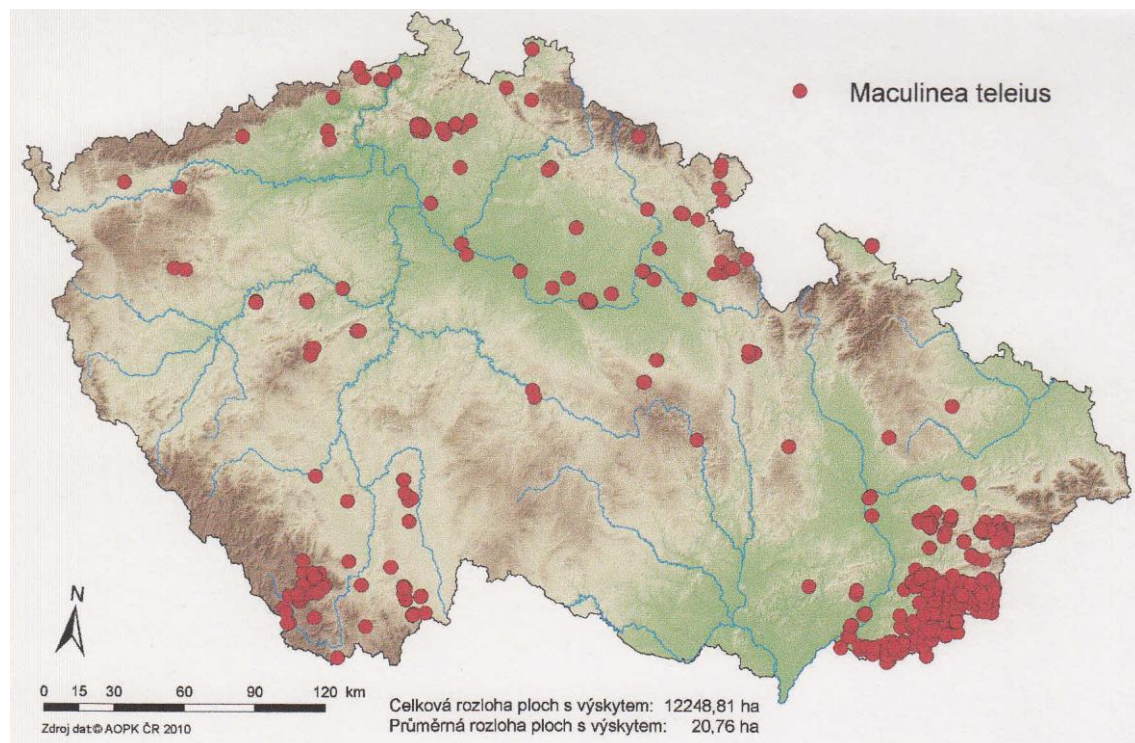 Maculinea teleius
N
0 15 30 60 90 120 km
Celková rozloha ploch s výskytem: 12248,81 ha
Průměrná rozloha ploch s výskytem: 20,76 ha
Zdroj dat:© AOPK ČR 2010